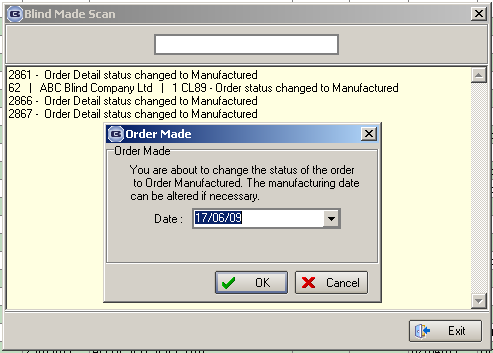 Blind Made Scan
2861 - Order Detail status changed to Manufactured
62 | ABC Blind Company Ltd | 1 CL89 - Order status changed to Manufactured
2866 - Order Detail status changed to Manufactured
2867 - Order Detail status changed to Manufactured
Order Made
Order Made
You are about to change the status of the order
to Order Manufactured. The manufacturing date
can be altered if necessary.
Date : 17/06/09
OK Cancel
Exit